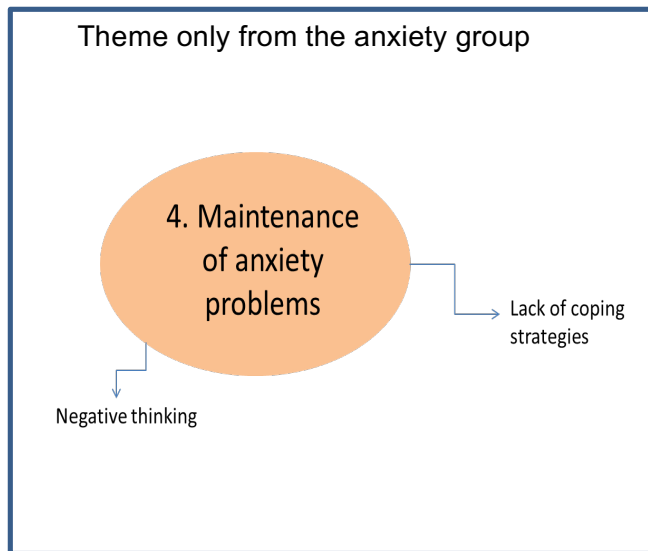 Theme only from the anxiety group
4. Maintenance
of anxiety
problems
Lack of coping
strategies
Negative thinking